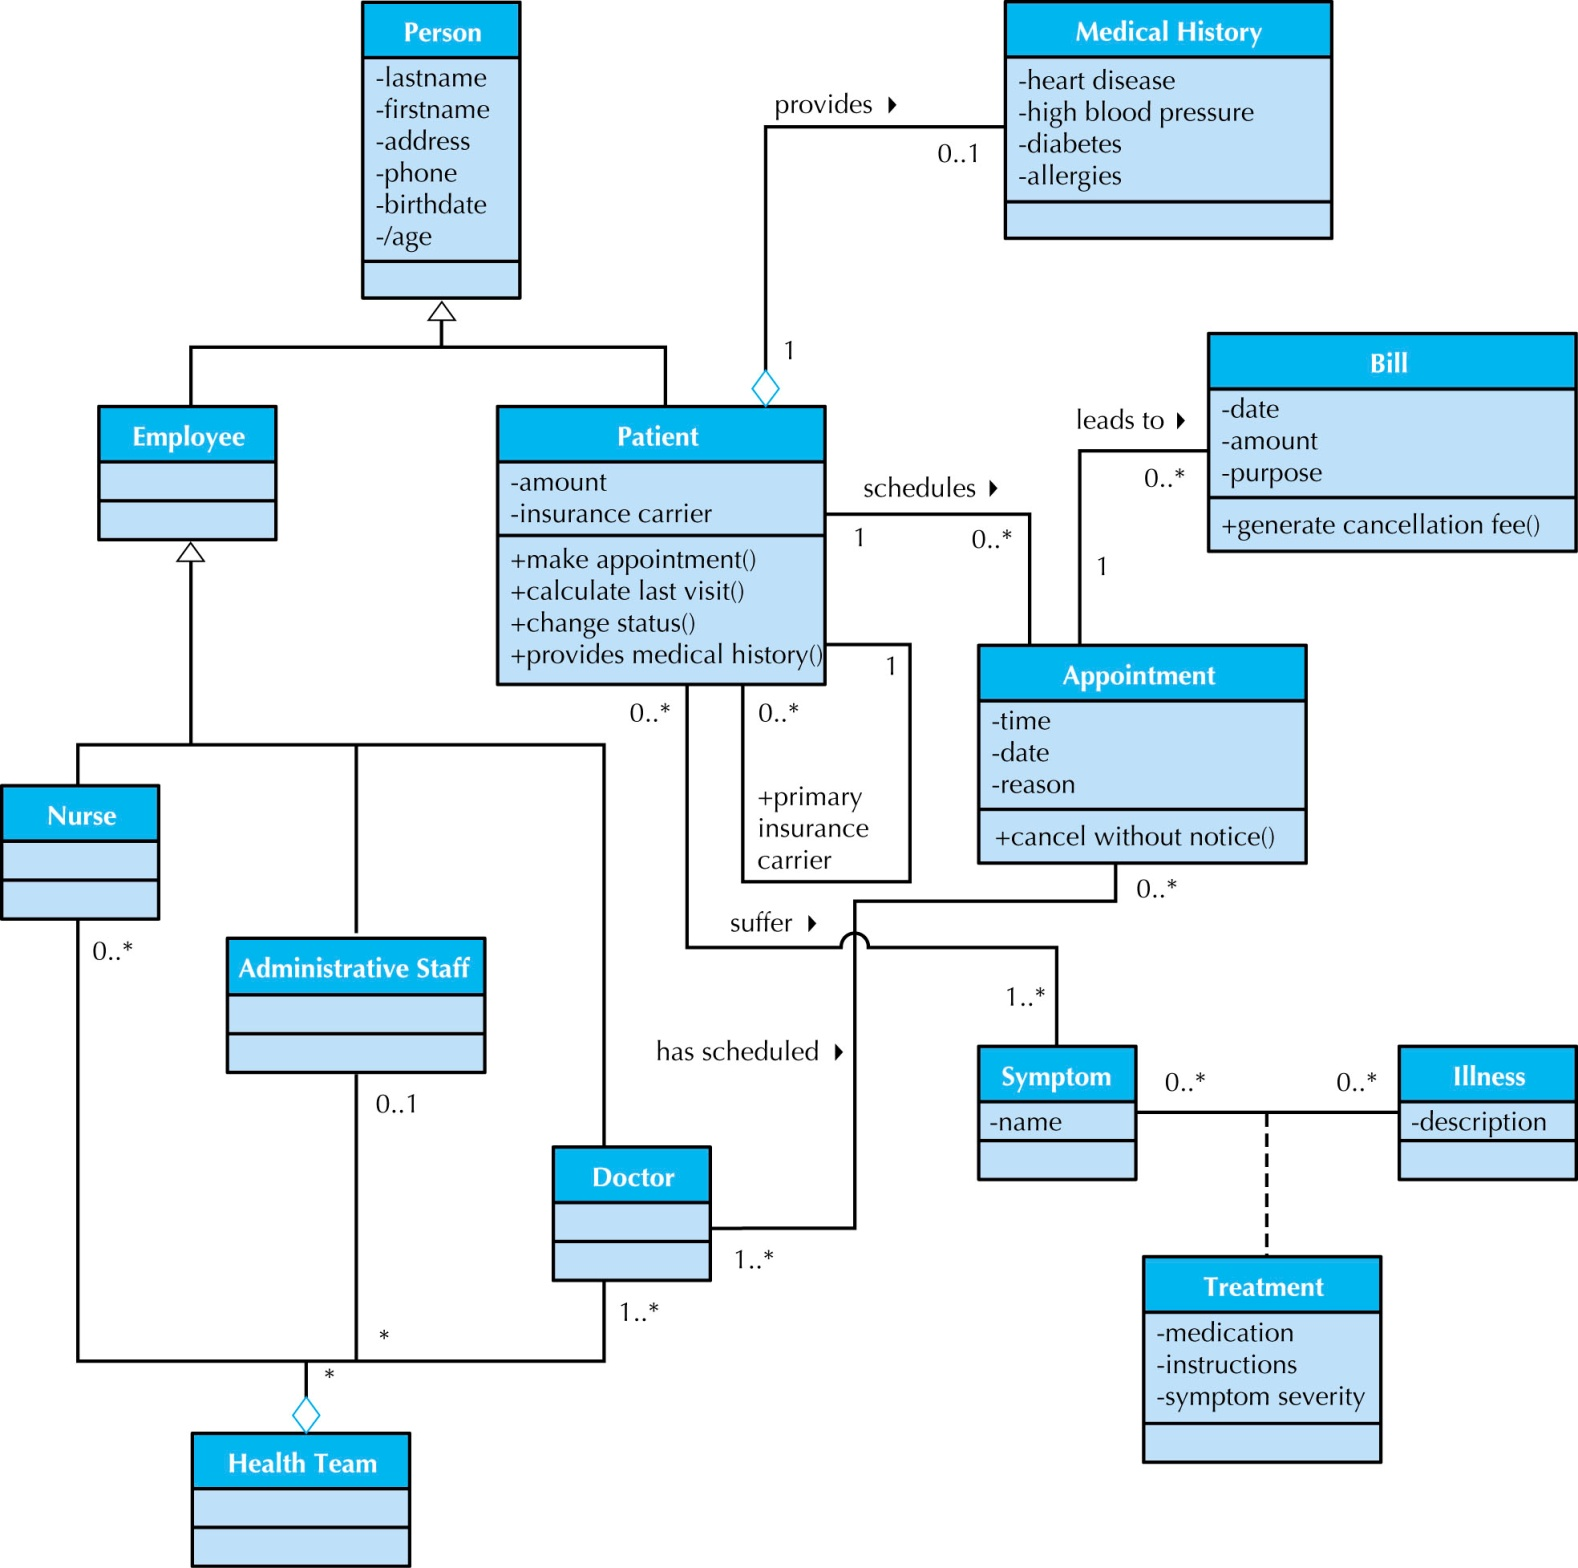 Person
-lastname
-firstname
-address
-phone
-birthdate
-/age
Medical History
-heart disease
-high blood pressure
-diabetes
-allergies
provides
0..1
1
Bill
-date
-amount
-purpose
+generate cancellation fee()
leads to
0..*
1
Employee
Patient
-amount
-insurance carrier
+make appointment()
+calculate last visit()
+change status()
+provides medical history()
schedules
1
0..*
1
0..*
0..*
+primary
insurance
carrier
Appointment
-time
-date
-reason
+cancel without notice()
0..*
Nurse
0..*
suffer
1..*
Administrative Staff
0..1
has scheduled
Symptom
-name
0..*
0..*
Illness
-description
Doctor
1..*
1..*
Treatment
-medication
-instructions
-symptom severity
*
*
Health Team